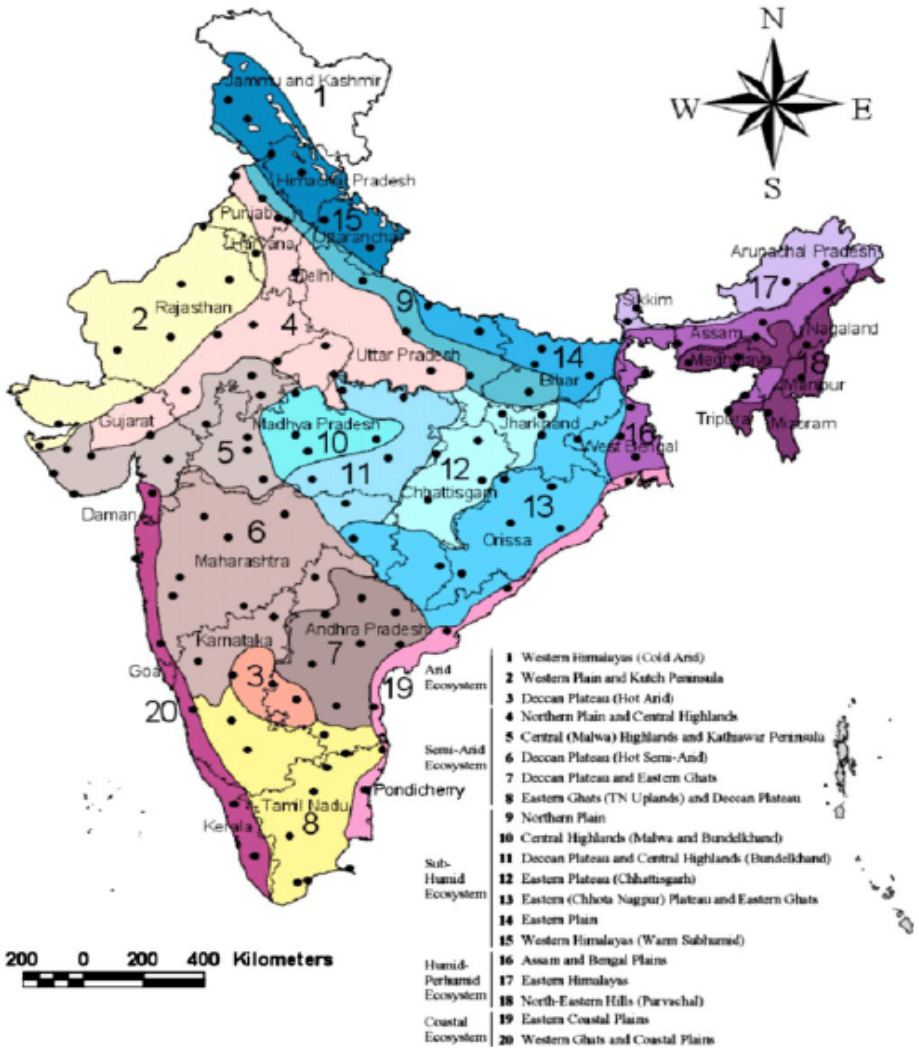 N
W E
S
Jammu and Kashmir
1
Himachal Pradesh
Punjab
15
Uttaranchal
Haryana
Delhi
Arunachal Pradesh
17
Sikkim
9
Rajasthan
2
4
Assam
Nagaland
Uttar Pradesh
14
Meghalaya
18
Bihar
Manipur
Gujarat
Jharkhand
Tripura
Mizoram
Madhya Pradesh
10
16
West Bengal
5
11
12
Chhattisgarh
13
Daman
Orissa
6
Maharashtra
Karnataka
Andhra Pradesh
7
Goa
3
19
20
Pondicherry
Tamil Nadu
8
Kerala
Arid
Ecosystem
1 Western Himalayas (Cold Arid)
2 Western Plain and Kutch Peninsula
3 Deccan Plateau (Hot Arid)
Semi-Arid
Ecosystem
4 Northern Plain and Central Highlands
5 Central (Malwa) Highlands and Kathiawar Peninsula
6 Deccan Plateau (Hot Semi-Arid)
7 Deccan Plateau and Eastern Ghats
8 Eastern Ghats (TN Uplands) and Deccan Plateau
Sub-
Humid
Ecosystem
9 Northern Plain
10 Central Highlands (Malwa and Bundelkhand)
11 Deccan Plateau and Central Highlands (Bundelkhand)
12 Eastern Plateau (Chhattisgarh)
13 Eastern (Chhota Nagpur) Plateau and Eastern Ghats
14 Eastern Plain
15 Western Himalayas (Warm Subhumid)
Humid-
Perhumid
Ecosystem
16 Assam and Bengal Plains
17 Eastern Himalayas
18 North-Eastern Hills (Purvachal)
Coastal
Ecosystem
19 Eastern Coastal Plains
20 Western Ghats and Coastal Plains
200 0 200 400 Kilometers